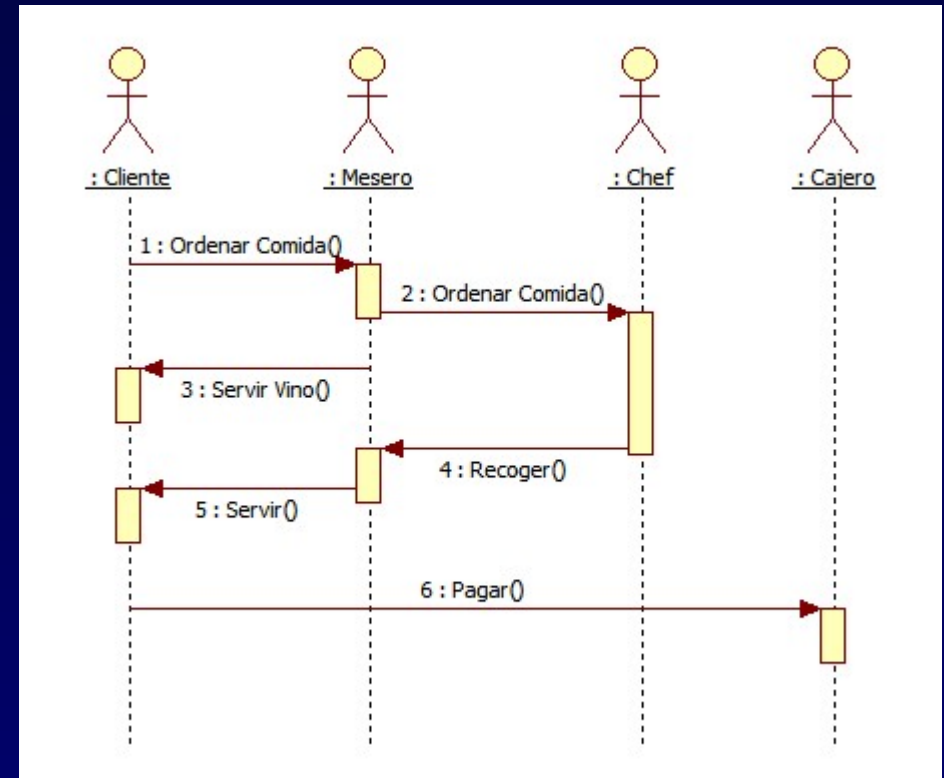 : Cliente
: Mesero
: Chef
: Cajero
1 : Ordenar Comida()
2 : Ordenar Comida()
3 : Servir Vino()
4 : Recoger()
5 : Servir()
6 : Pagar()